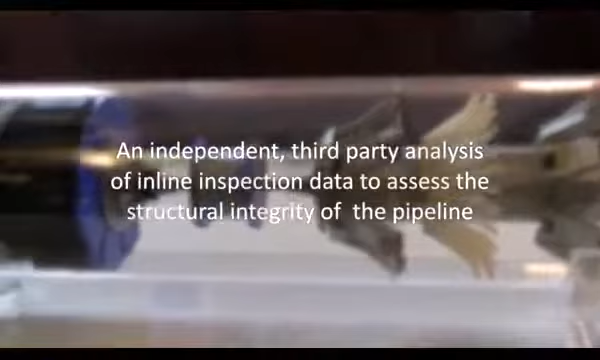 An independent, third party analysis
of inline inspection data to assess the
structural integrity of the pipeline